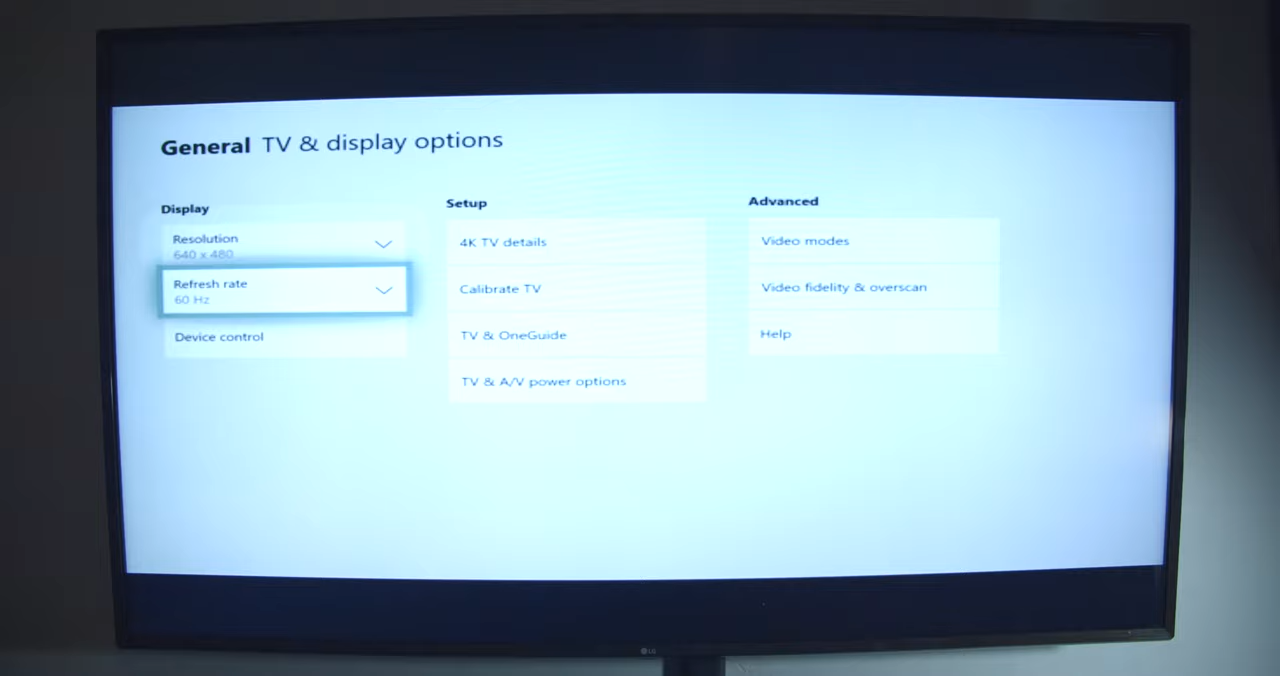 General TV & display options
Display
Resolution
640 x 480
Refresh rate
60 Hz
Device control
Setup
4K TV details
Calibrate TV
TV & OneGuide
TV & A/V power options
Advanced
Video modes
Video fidelity & overscan
Help
LG